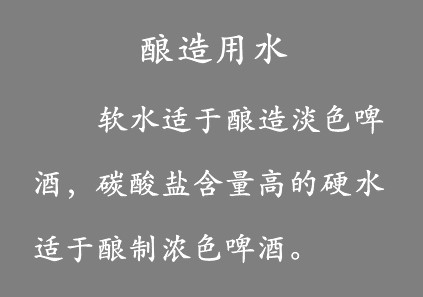 酿造用水
软水适于酿造淡色啤
酒，碳酸盐含量高的硬水
适于酿制浓色啤酒。